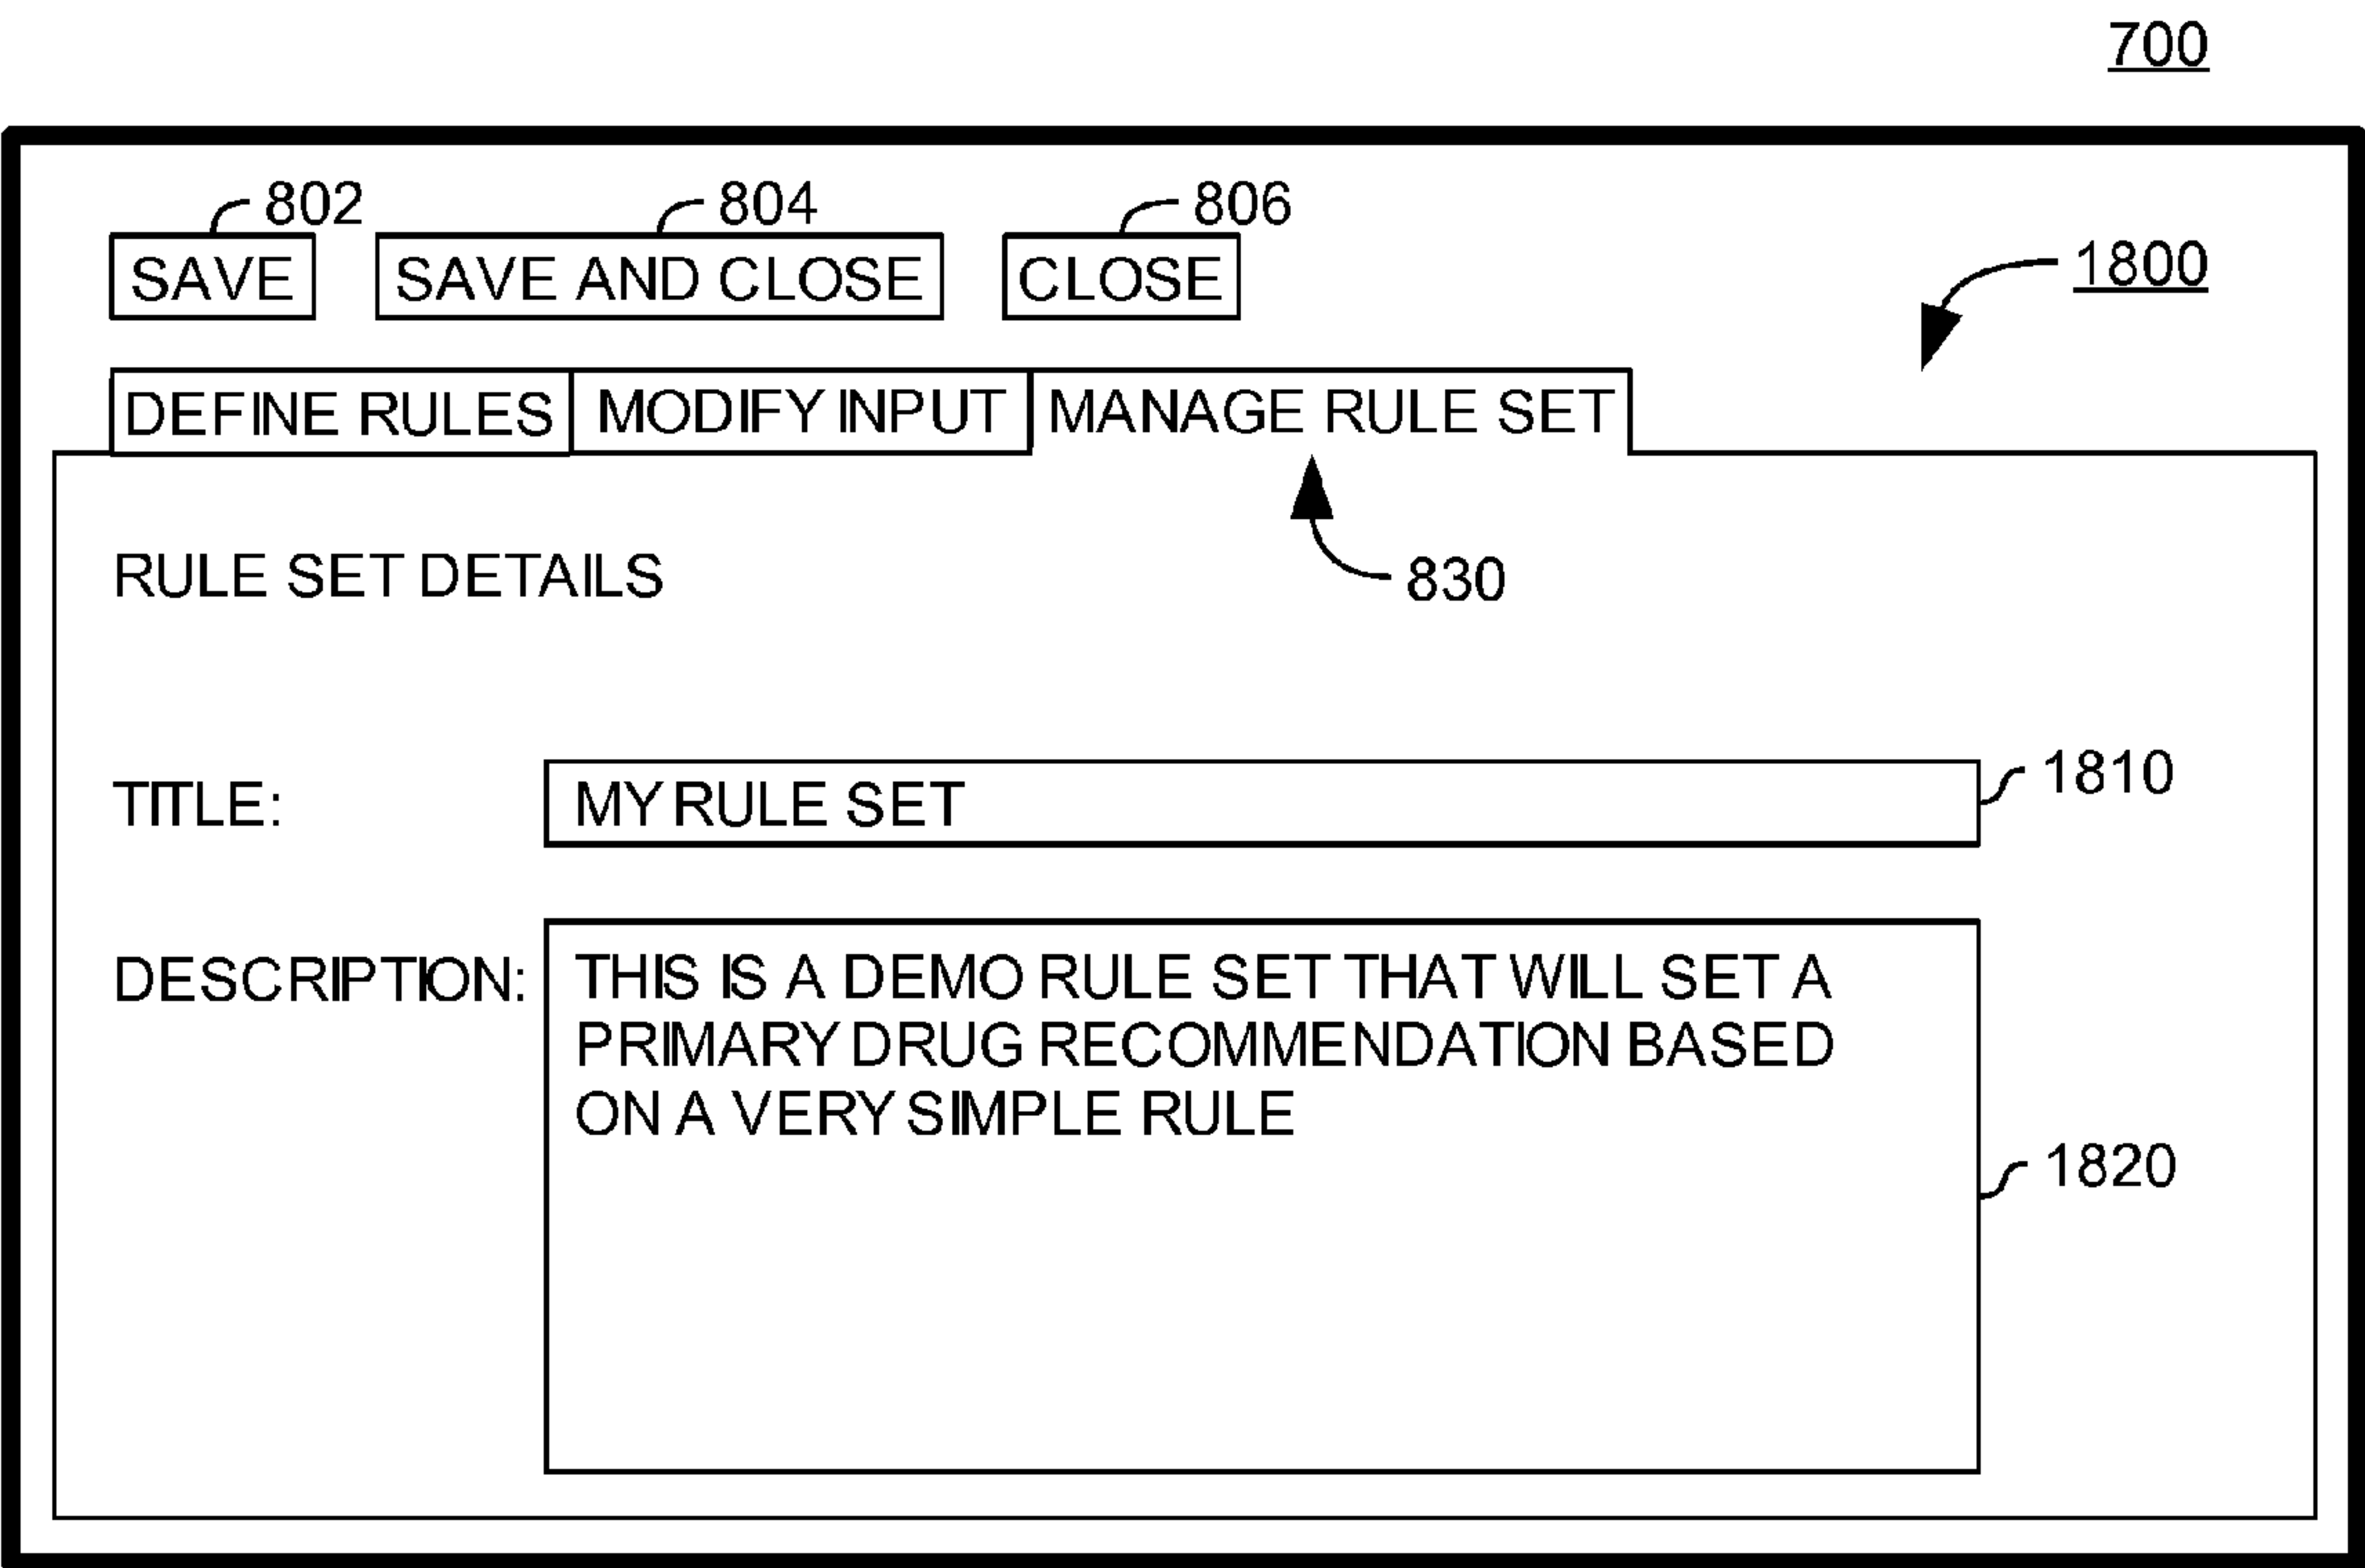 700
802 804 806
SAVE SAVE AND CLOSE CLOSE
1800
DEFINE RULES MODIFY INPUT MANAGE RULE SET
RULE SET DETAILS
830
TITLE: MY RULE SET
1810
DESCRIPTION: THIS IS A DEMO RULE SET THAT WILL SET A
PRIMARY DRUG RECOMMENDATION BASED
ON A VERY SIMPLE RULE
1820